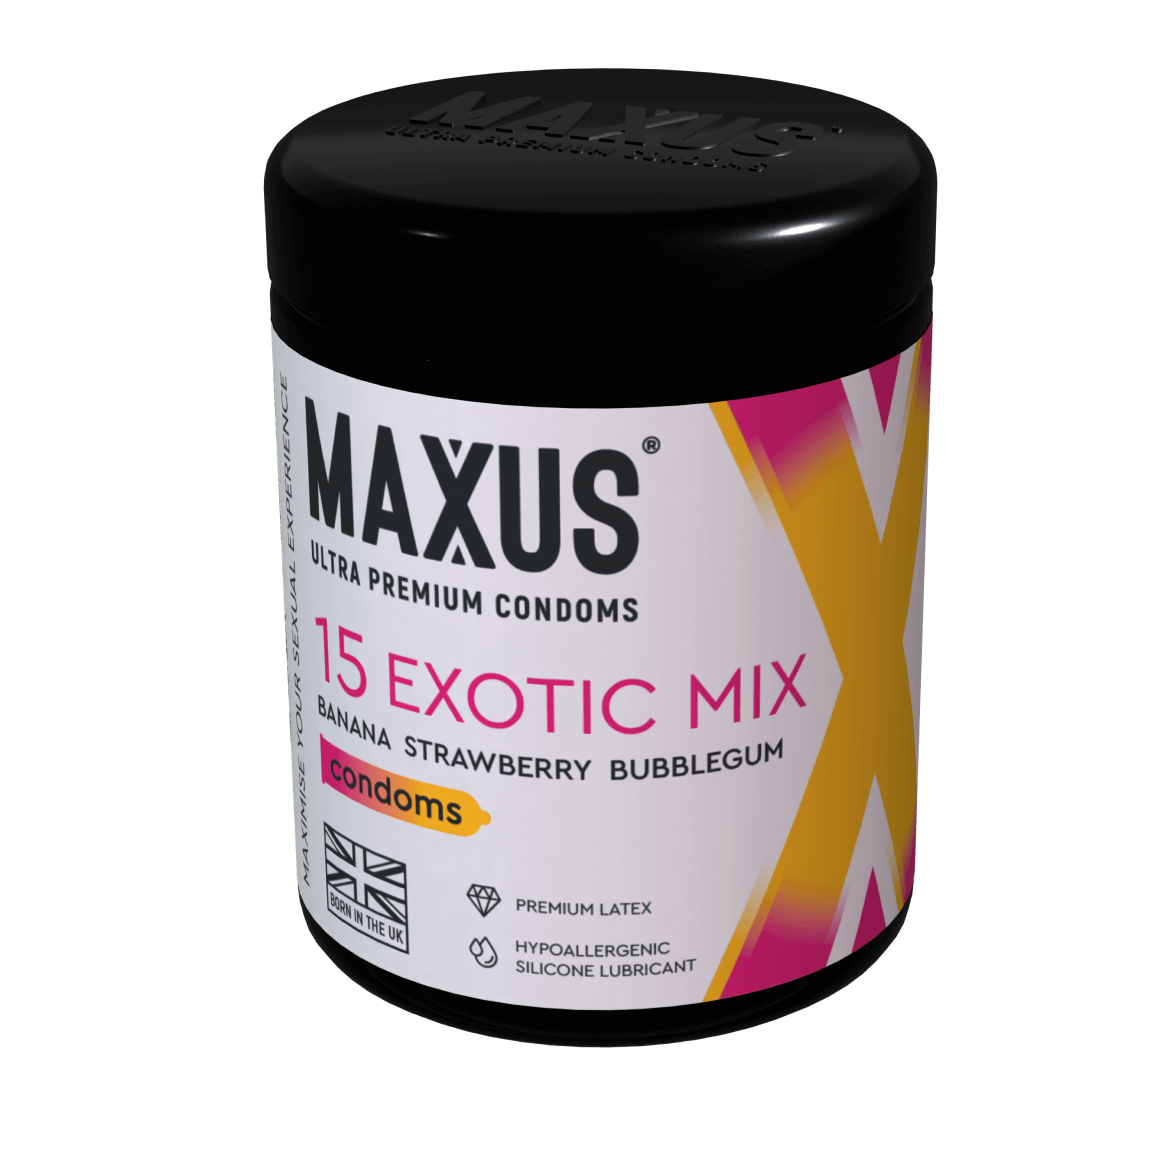 MAXUS
ULTRA PREMIUM CONDOMS
MAXIMISE YOUR SEXUAL EXPERIENCE
MAXUS®
ULTRA PREMIUM CONDOMS
15 EXOTIC MIX
BANANA STRAWBERRY BUBBLEGUM
condoms
BORN IN THE UK
PREMIUM LATEX
HYPOALLERGENIC
SILICONE LUBRICANT